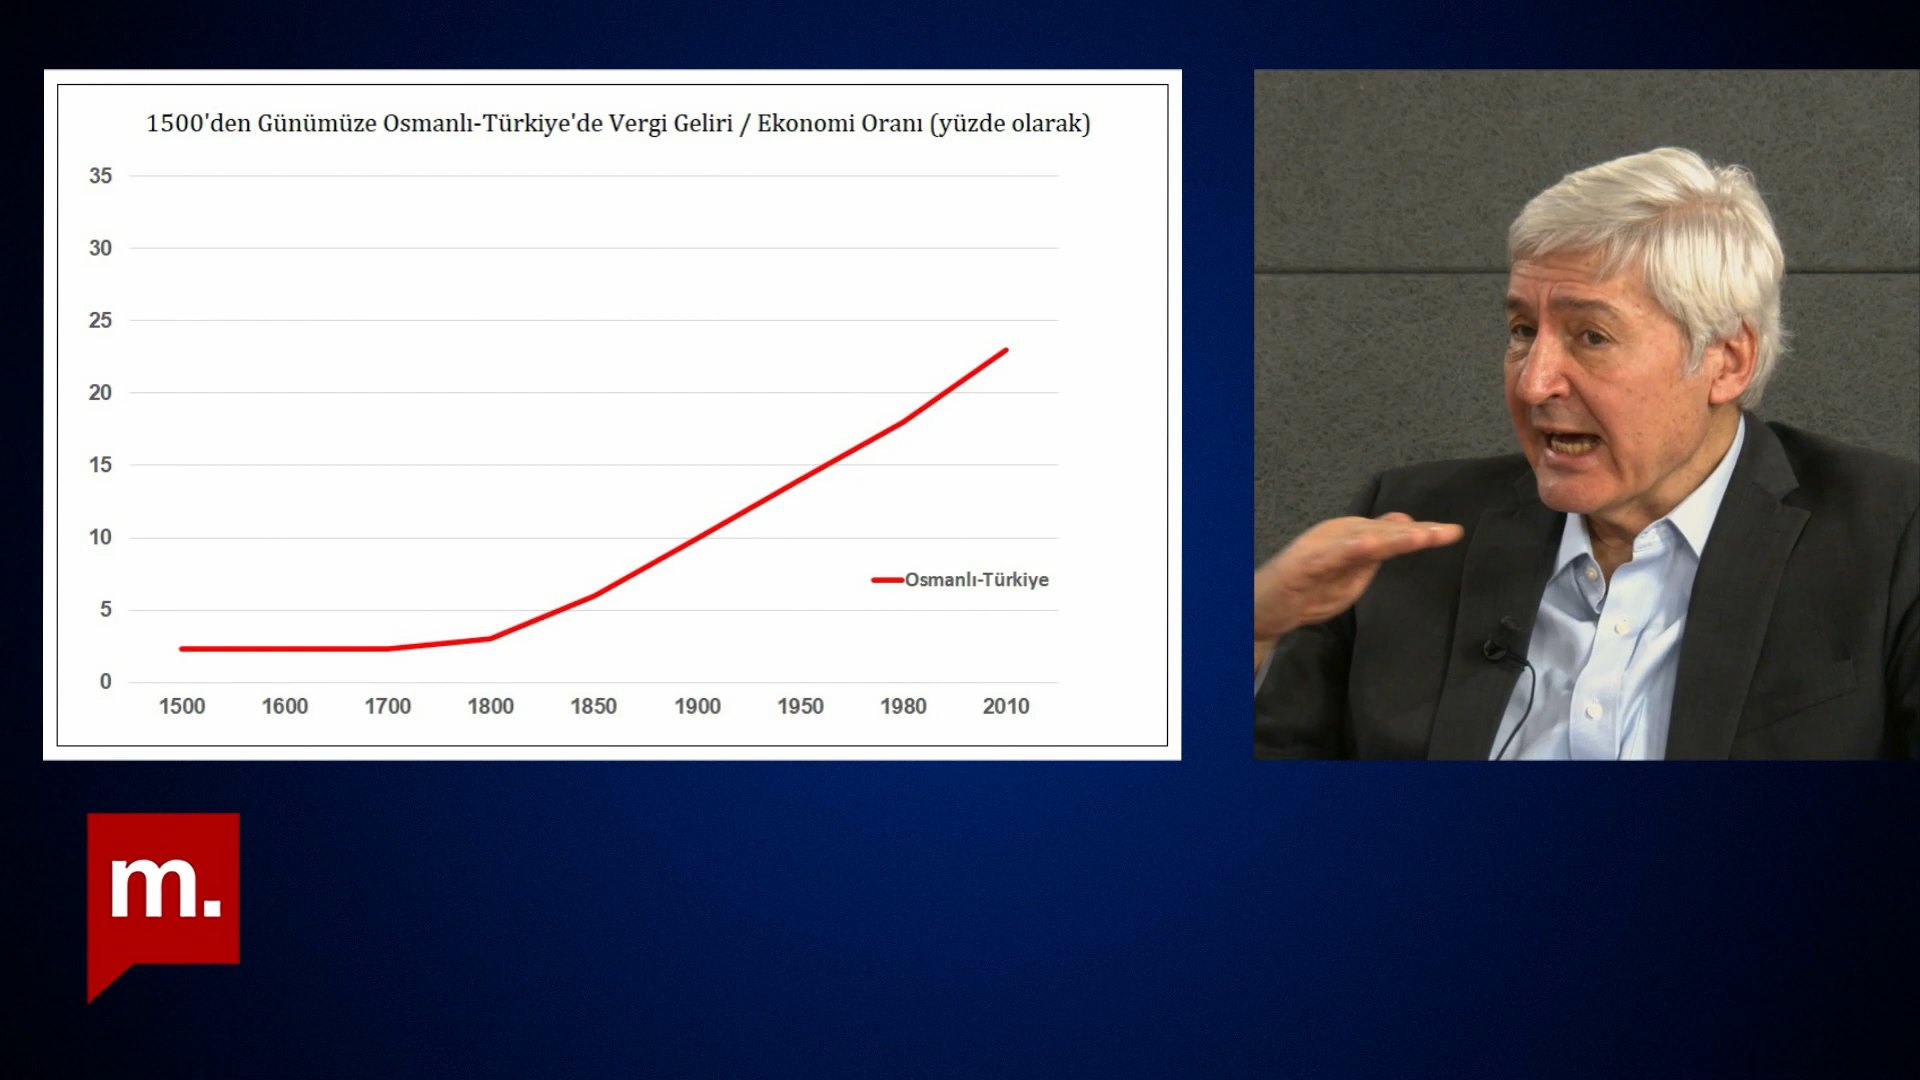 1500'den Günümüze Osmanlı-Türkiye'de Vergi Geliri / Ekonomi Oranı (yüzde olarak)
35
30
25
20
15
10
5
0
Osmanlı-Türkiye
1500 1600 1700 1800 1850 1900 1950 1980 2010
m.